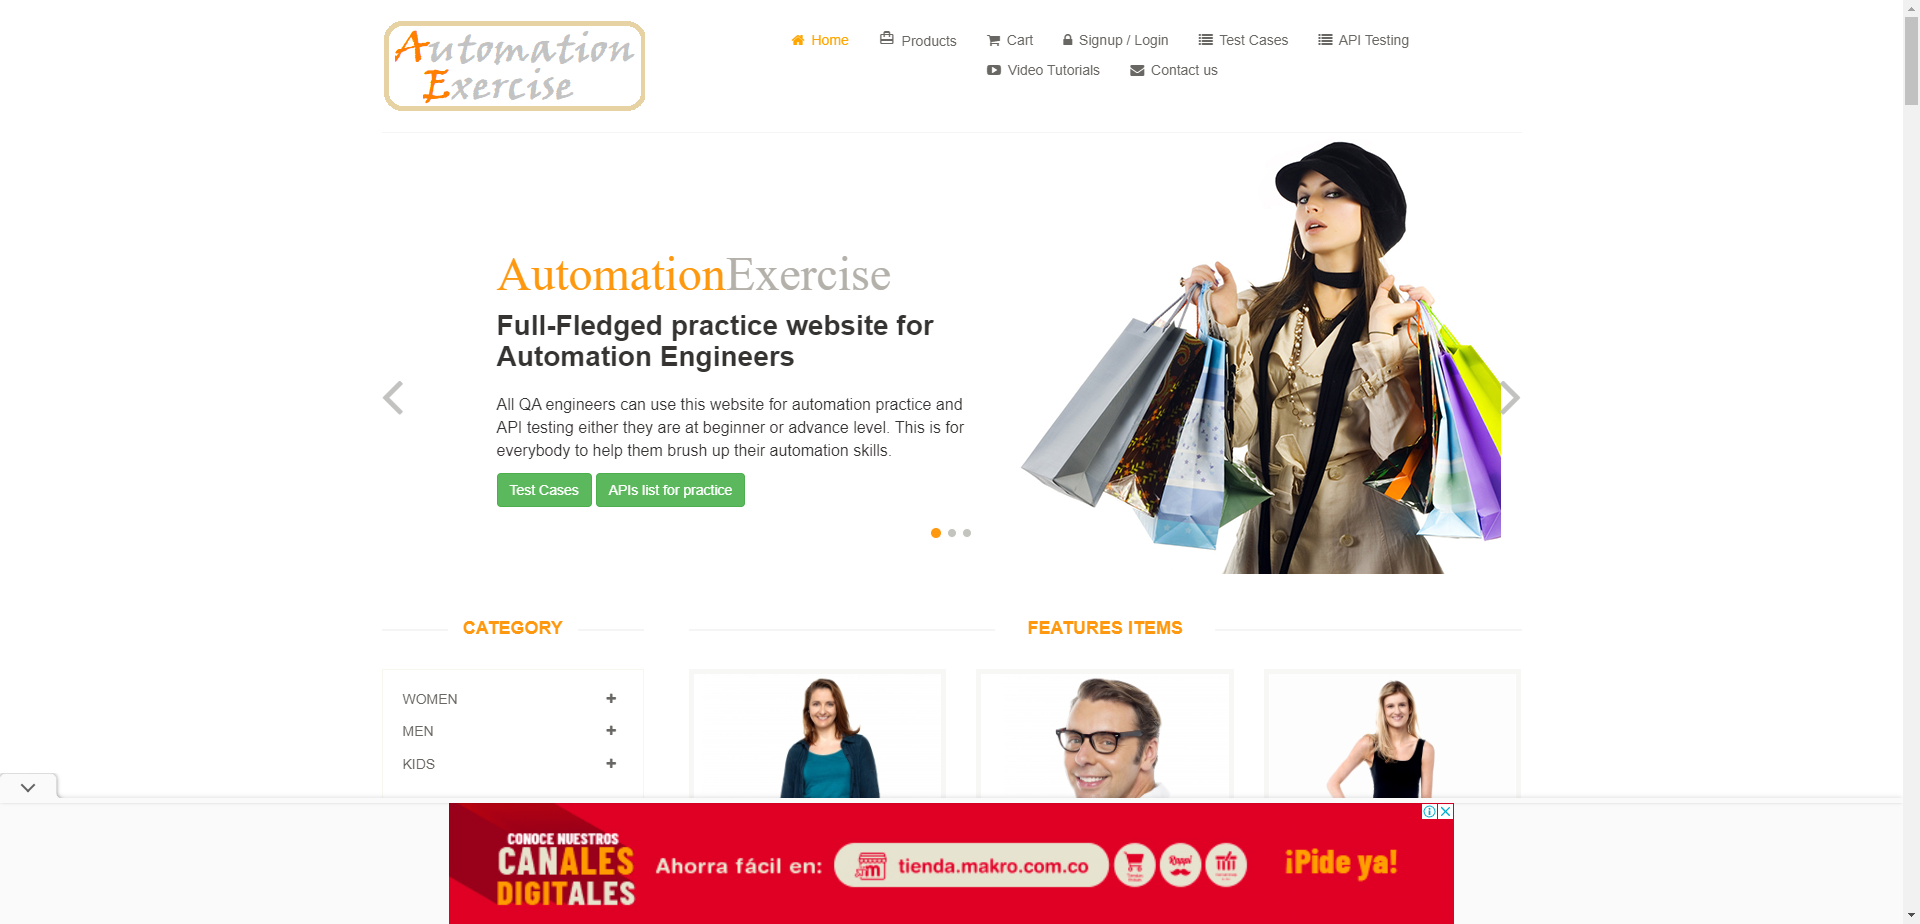 Automation
Exercise
Home
Products
Cart
Signup / Login
Test Cases
API Testing
Video Tutorials
Contact us
AutomationExercise
Full-Fledged practice website for
Automation Engineers
All QA engineers can use this website for automation practice and
API testing either they are at beginner or advance level. This is for
everybody to help them brush up their automation skills.
Test Cases
APIs list for practice
CATEGORY
FEATURES ITEMS
WOMEN
MEN
KIDS
CONOCE NUESTROS
CANALES
DIGITALES
Ahorra fácil en:
tienda.makro.com.co
Rappi
¡Pide ya!